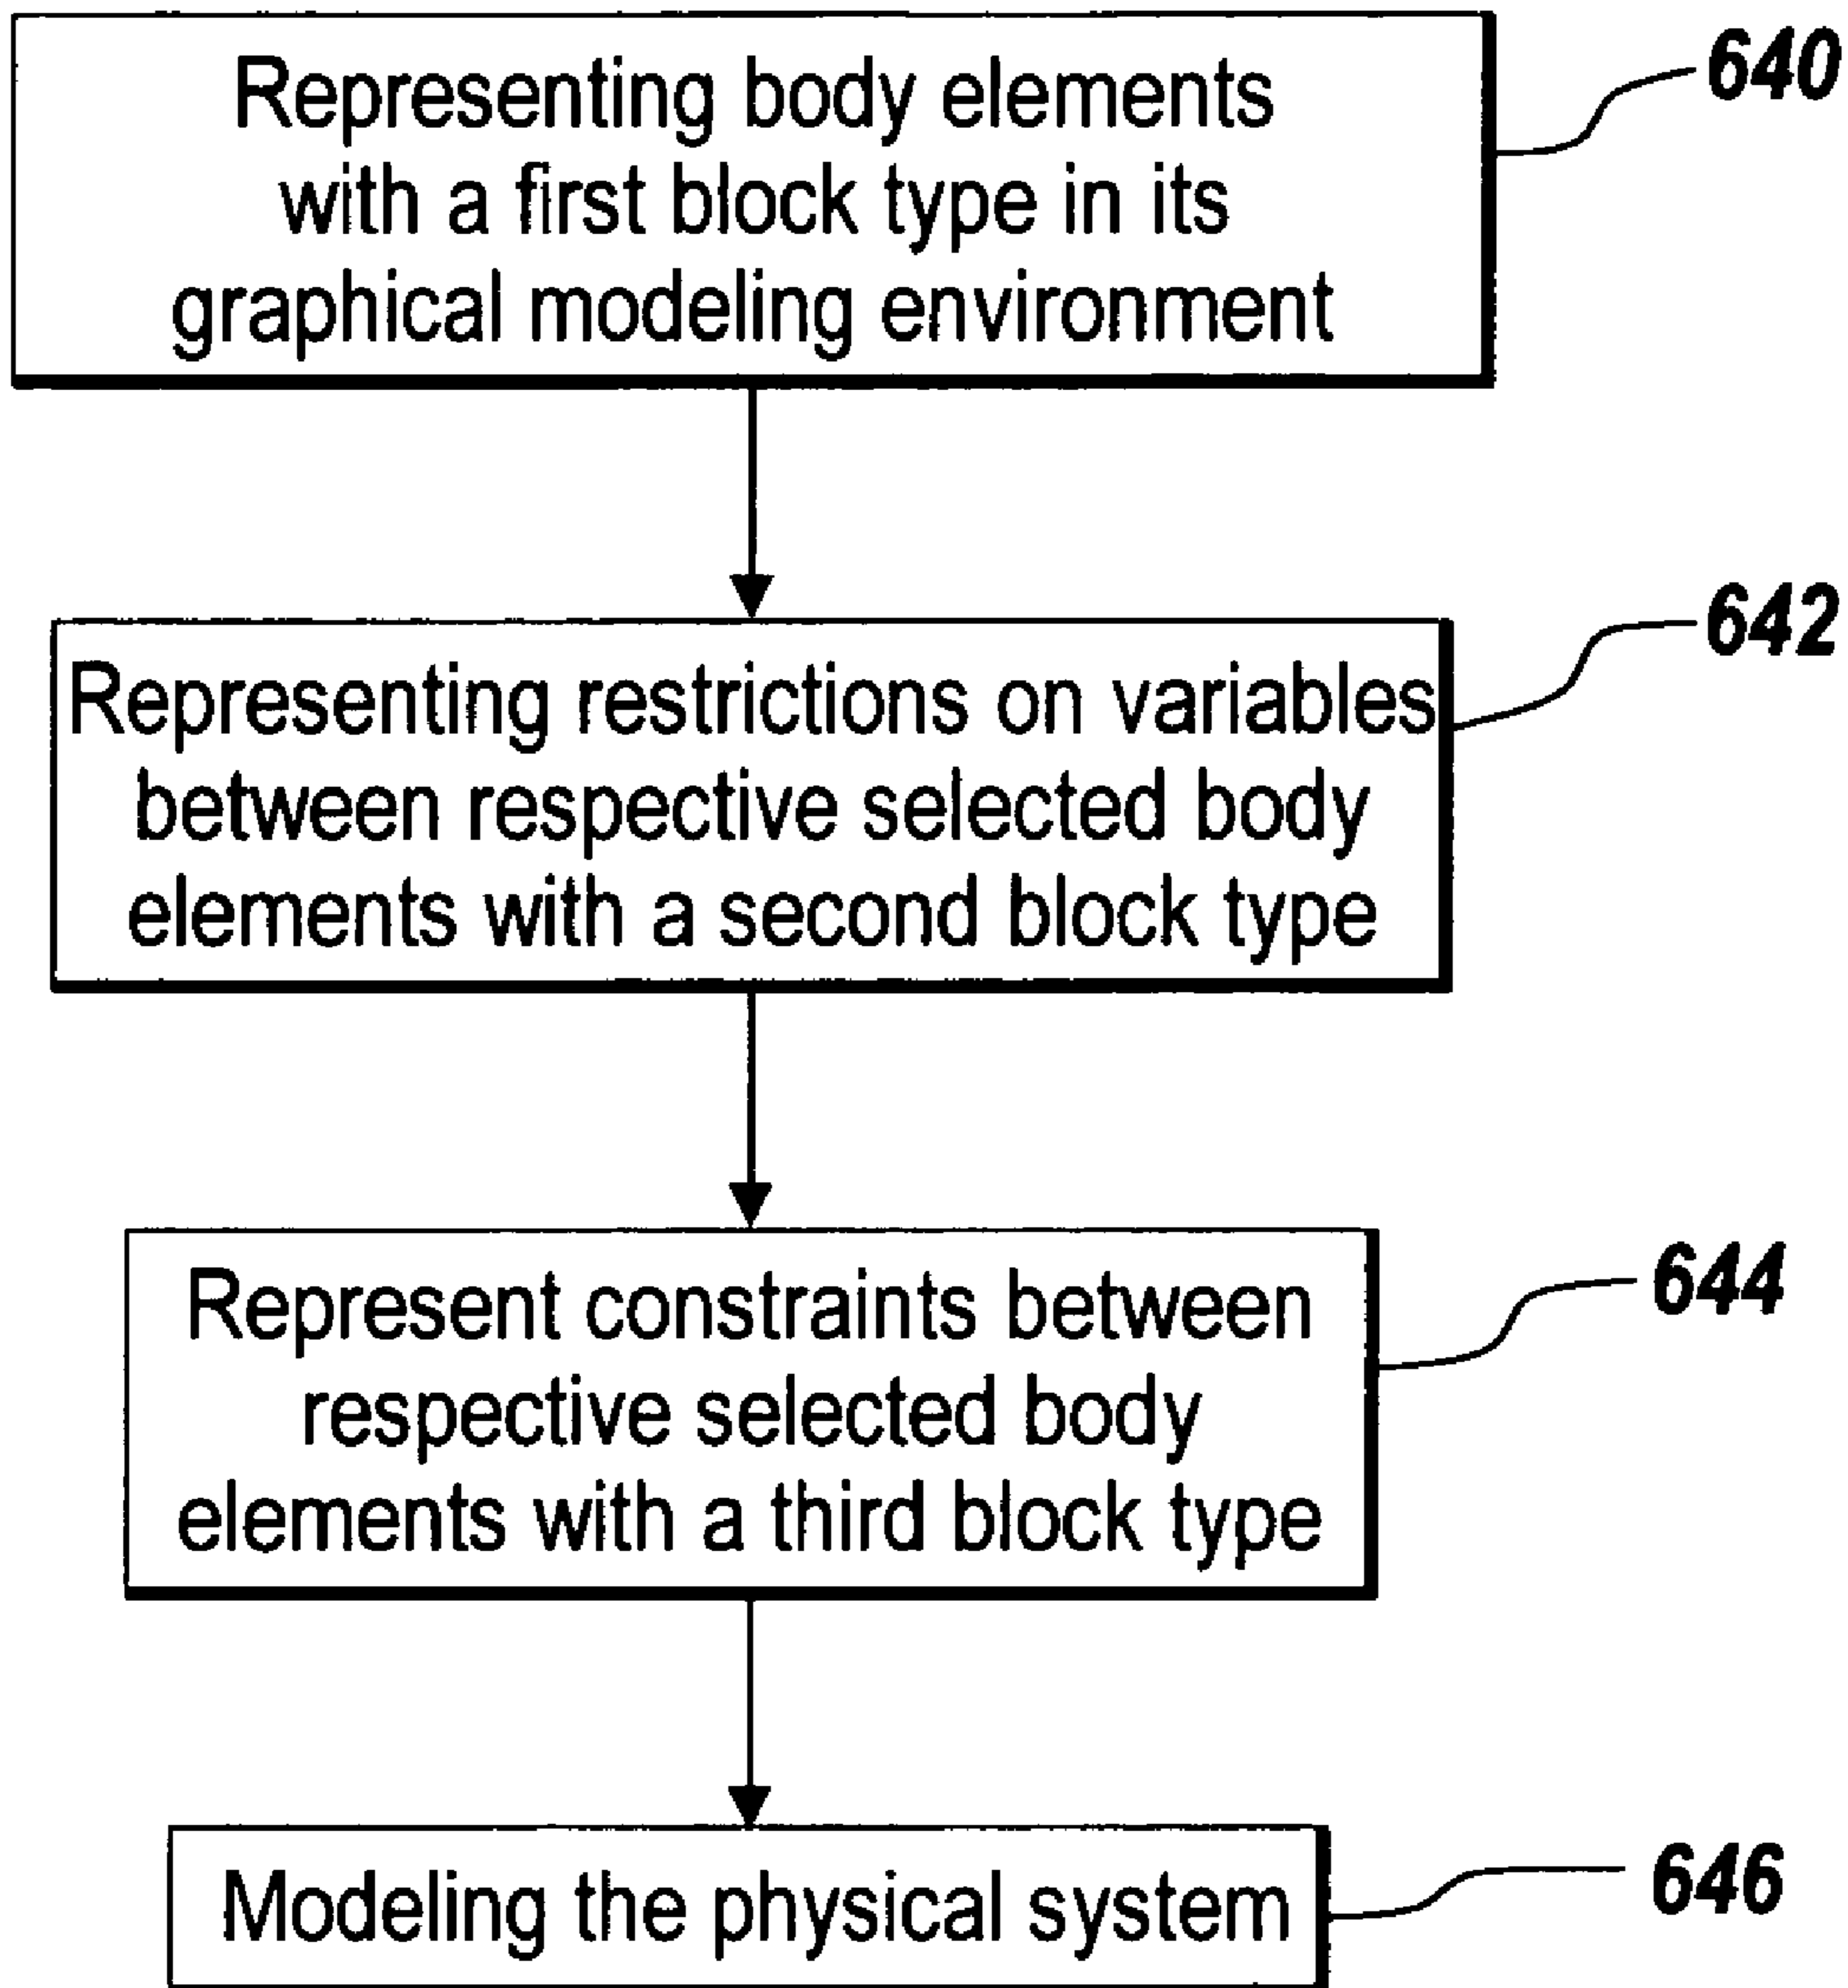 Representing body elements
with a first block type in its
graphical modeling environment
640
Representing restrictions on variables
between respective selected body
elements with a second block type
642
Represent constraints between
respective selected body
elements with a third block type
644
Modeling the physical system
646